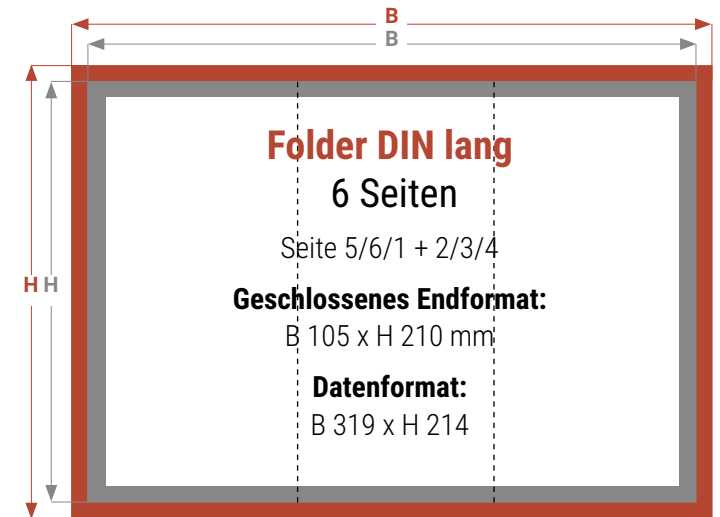 B
B
H H
Folder DIN lang
6 Seiten
Seite 5/6/1 + 2/3/4
Geschlossenes Endformat:
B 105 x H 210 mm
Datenformat:
B 319 x H 214